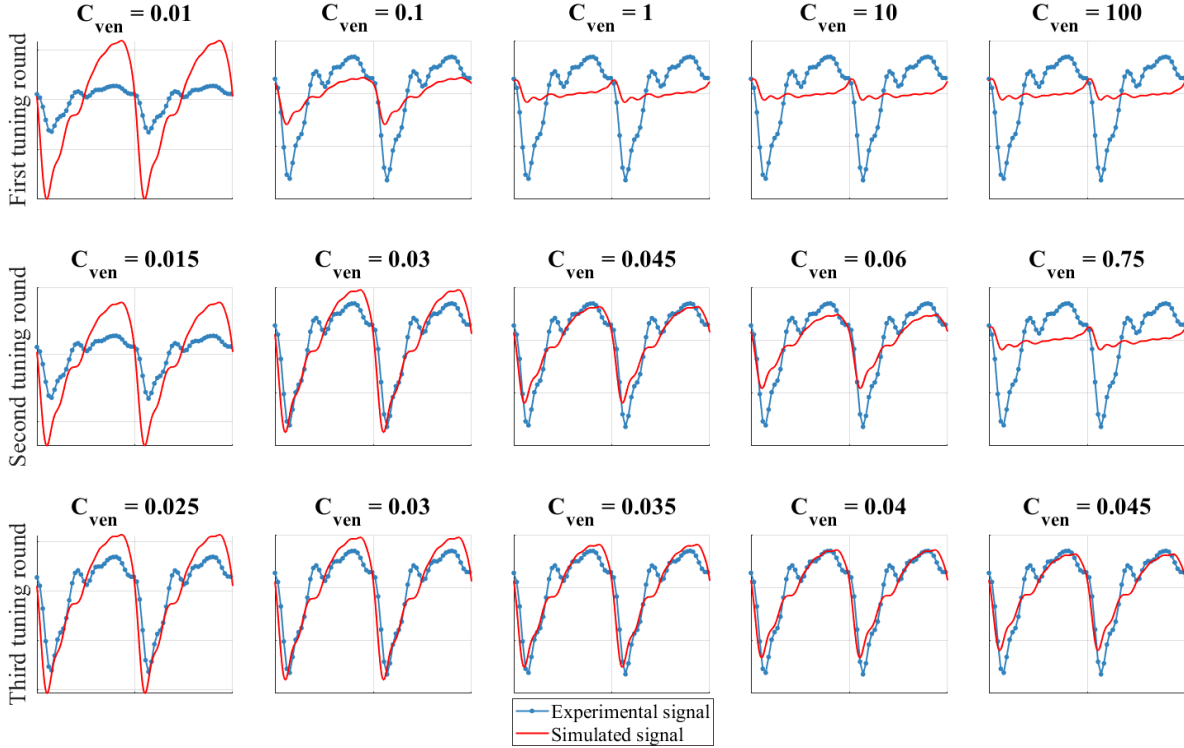 C_ven = 0.01
C_ven = 0.1
C_ven = 1
C_ven = 10
C_ven = 100
First tuning round
C_ven = 0.015
C_ven = 0.03
C_ven = 0.045
C_ven = 0.06
C_ven = 0.75
Second tuning round
C_ven = 0.025
C_ven = 0.03
C_ven = 0.035
C_ven = 0.04
C_ven = 0.045
Third tuning round
Experimental signal
Simulated signal